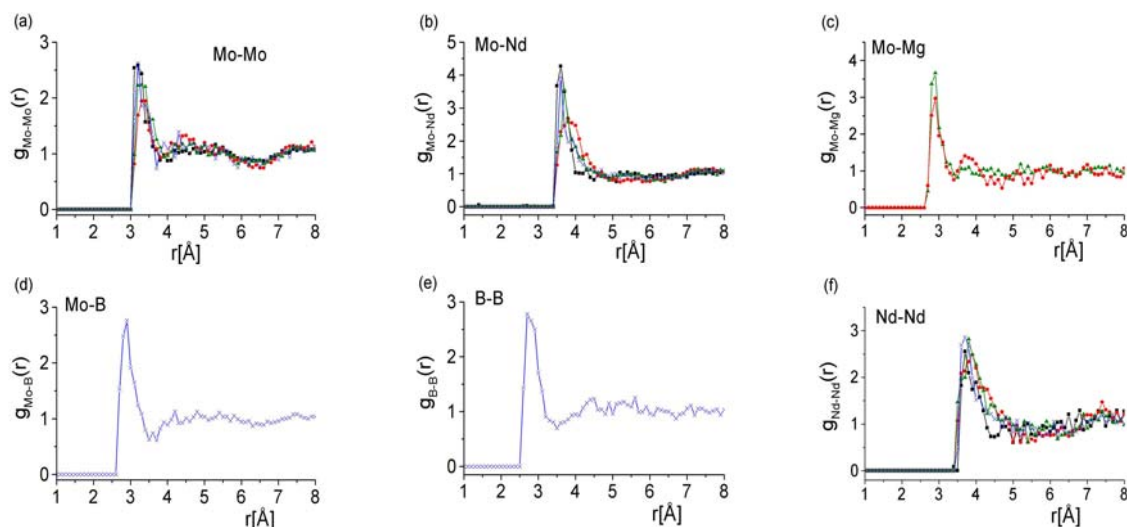 (a)
Mo-Mo
g_Mo-Mo(r)
3
2
1
0
1 2 3 4 5 6 7 8
r[Å]
(b)
Mo-Nd
g_Mo-Nd(r)
5
4
3
2
1
0
1 2 3 4 5 6 7 8
r[Å]
(c)
Mo-Mg
g_Mo-Mg(r)
4
3
2
1
0
1 2 3 4 5 6 7 8
r[Å]
(d)
Mo-B
g_Mo-B(r)
3
2
1
0
1 2 3 4 5 6 7 8
r[Å]
(e)
B-B
g_B-B(r)
3
2
1
0
1 2 3 4 5 6 7 8
r[Å]
(f)
Nd-Nd
g_Nd-Nd(r)
3
2
1
0
1 2 3 4 5 6 7 8
r[Å]